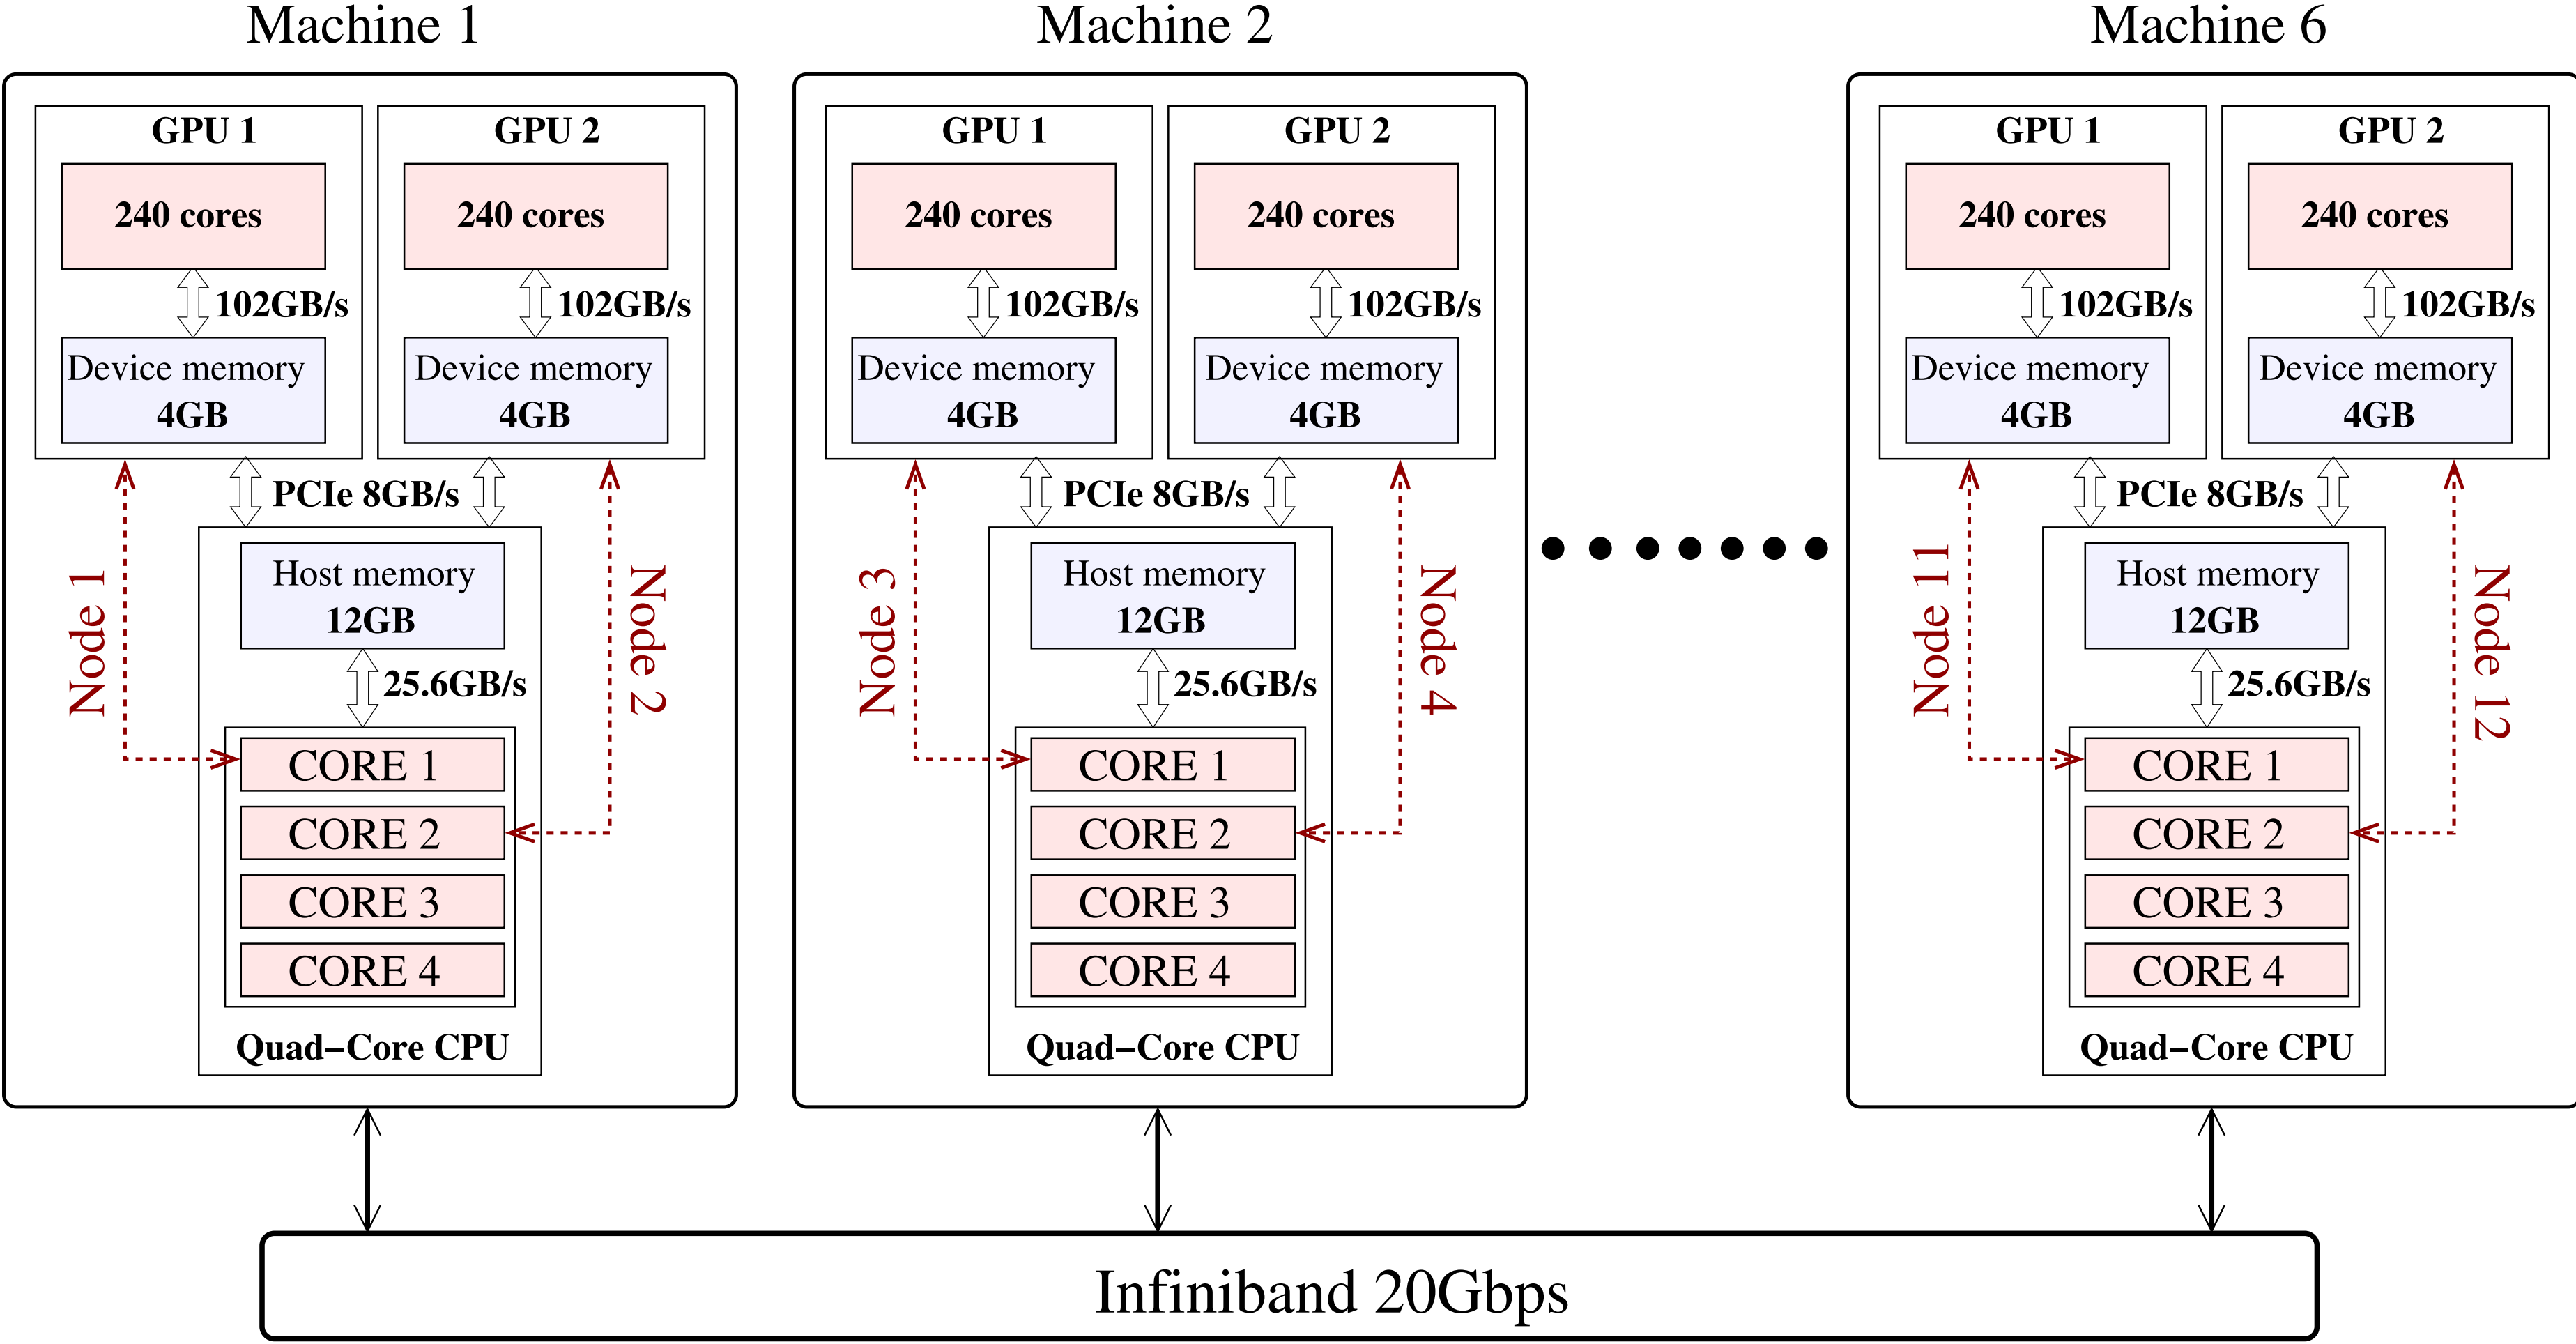 Machine 1
Machine 2
Machine 6
GPU 1
GPU 2
GPU 1
GPU 2
GPU 1
GPU 2
240 cores
240 cores
240 cores
240 cores
240 cores
240 cores
102GB/s
102GB/s
102GB/s
102GB/s
102GB/s
102GB/s
Device memory
4GB
Device memory
4GB
Device memory
4GB
Device memory
4GB
Device memory
4GB
Device memory
4GB
PCIe 8GB/s
PCIe 8GB/s
PCIe 8GB/s
Node 1
Host memory
12GB
Node 2
Node 3
Host memory
12GB
Node 4
Node 11
Host memory
12GB
Node 12
25.6GB/s
25.6GB/s
25.6GB/s
CORE 1
CORE 2
CORE 3
CORE 4
Quad–Core CPU
CORE 1
CORE 2
CORE 3
CORE 4
Quad–Core CPU
CORE 1
CORE 2
CORE 3
CORE 4
Quad–Core CPU
Infiniband 20Gbps